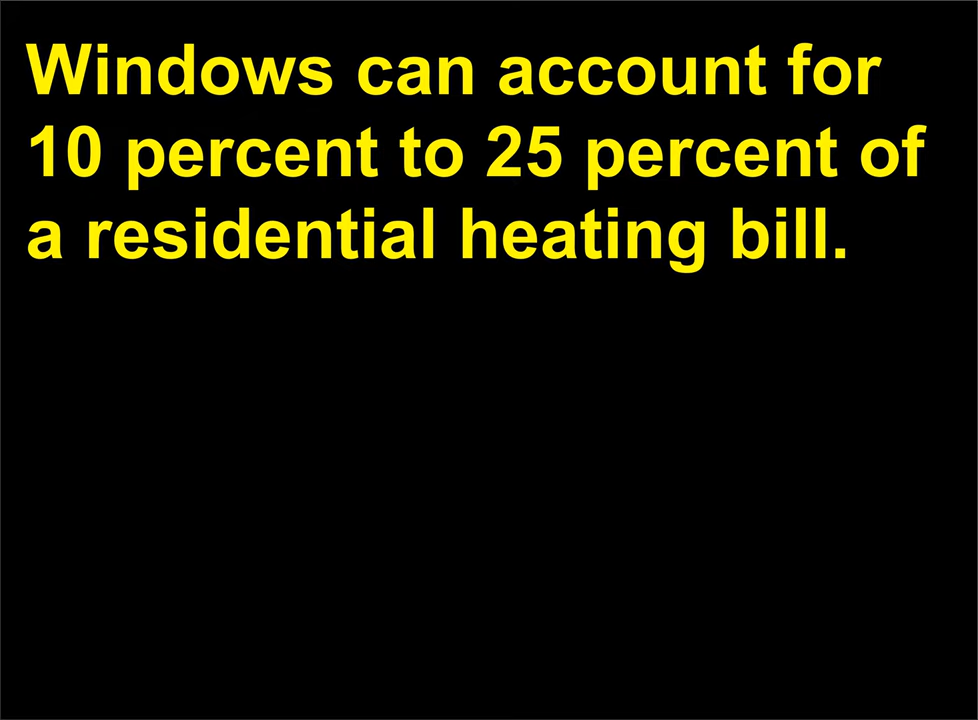 Windows can account for
10 percent to 25 percent of
a residential heating bill.